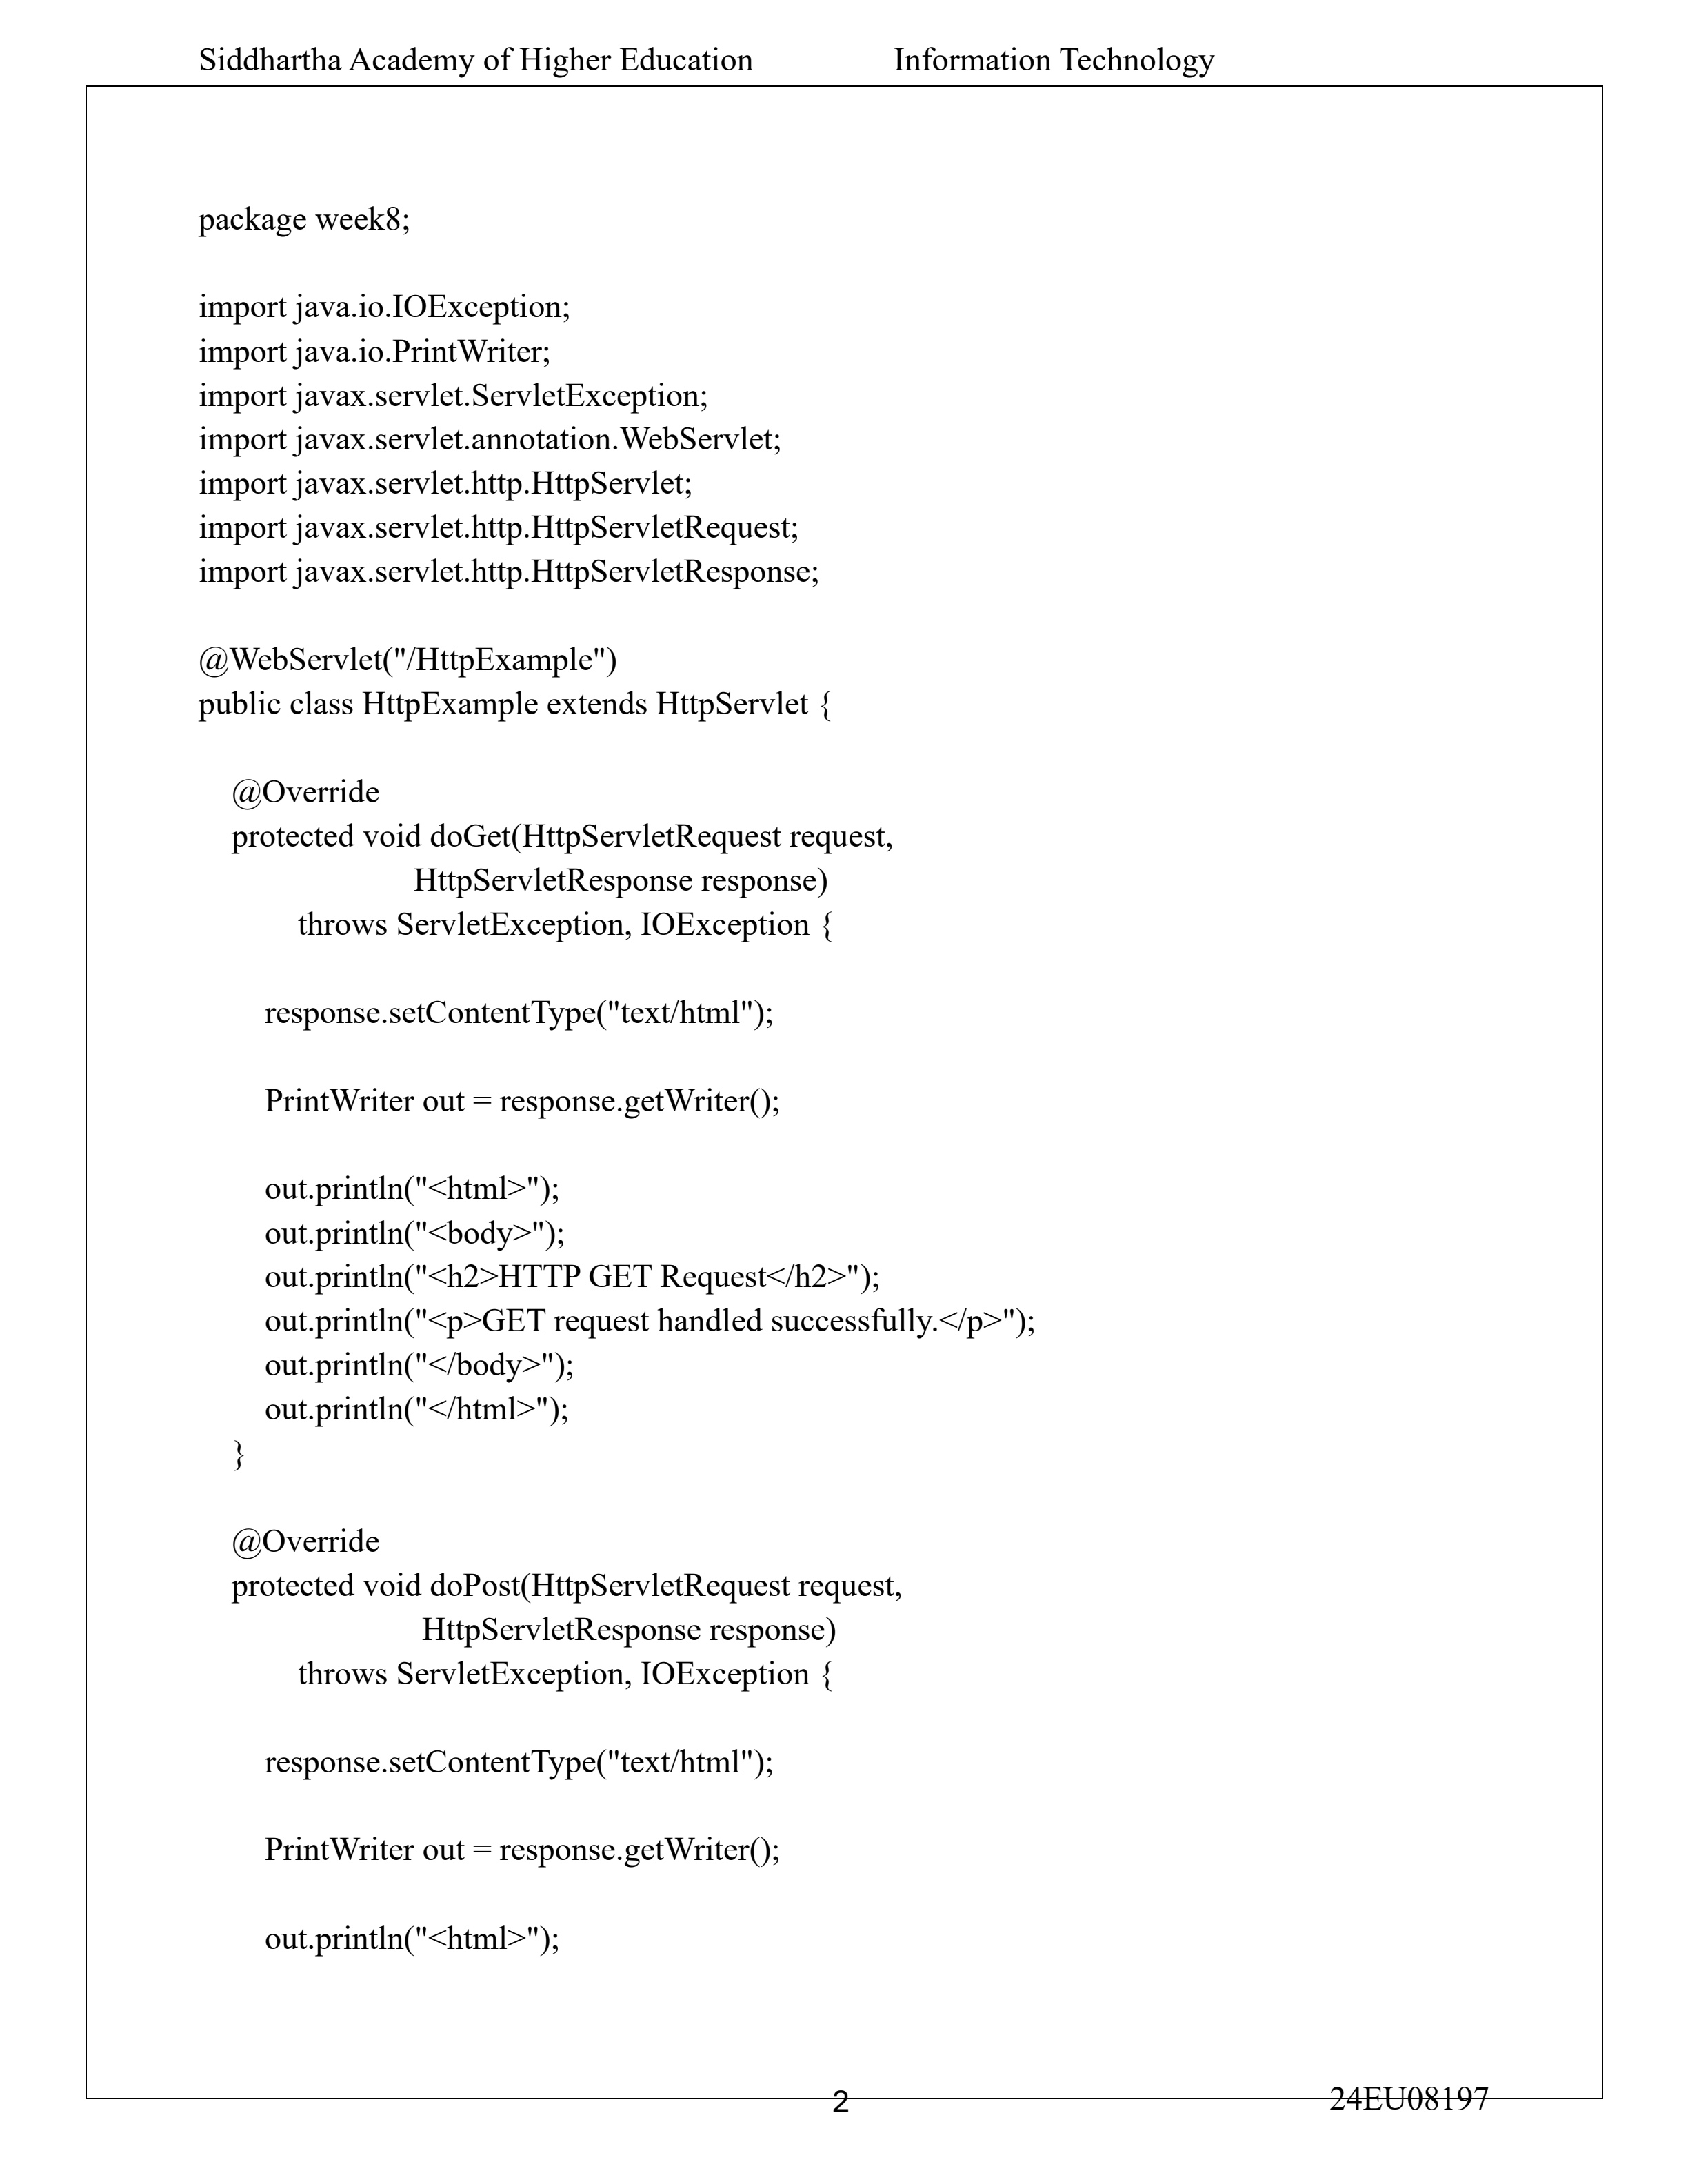 Siddhartha Academy of Higher Education Information Technology
package week8;
import java.io.IOException;
import java.io.PrintWriter;
import javax.servlet.ServletException;
import javax.servlet.annotation.WebServlet;
import javax.servlet.http.HttpServlet;
import javax.servlet.http.HttpServletRequest;
import javax.servlet.http.HttpServletResponse;
@WebServlet("/HttpExample")
public class HttpExample extends HttpServlet {
@Override
protected void doGet(HttpServletRequest request,
HttpServletResponse response)
throws ServletException, IOException {
response.setContentType("text/html");
PrintWriter out = response.getWriter();
out.println("<html>");
out.println("<body>");
out.println("<h2>HTTP GET Request</h2>");
out.println("<p>GET request handled successfully.</p>");
out.println("</body>");
out.println("</html>");
}
@Override
protected void doPost(HttpServletRequest request,
HttpServletResponse response)
throws ServletException, IOException {
response.setContentType("text/html");
PrintWriter out = response.getWriter();
out.println("<html>");
2 24EU08197